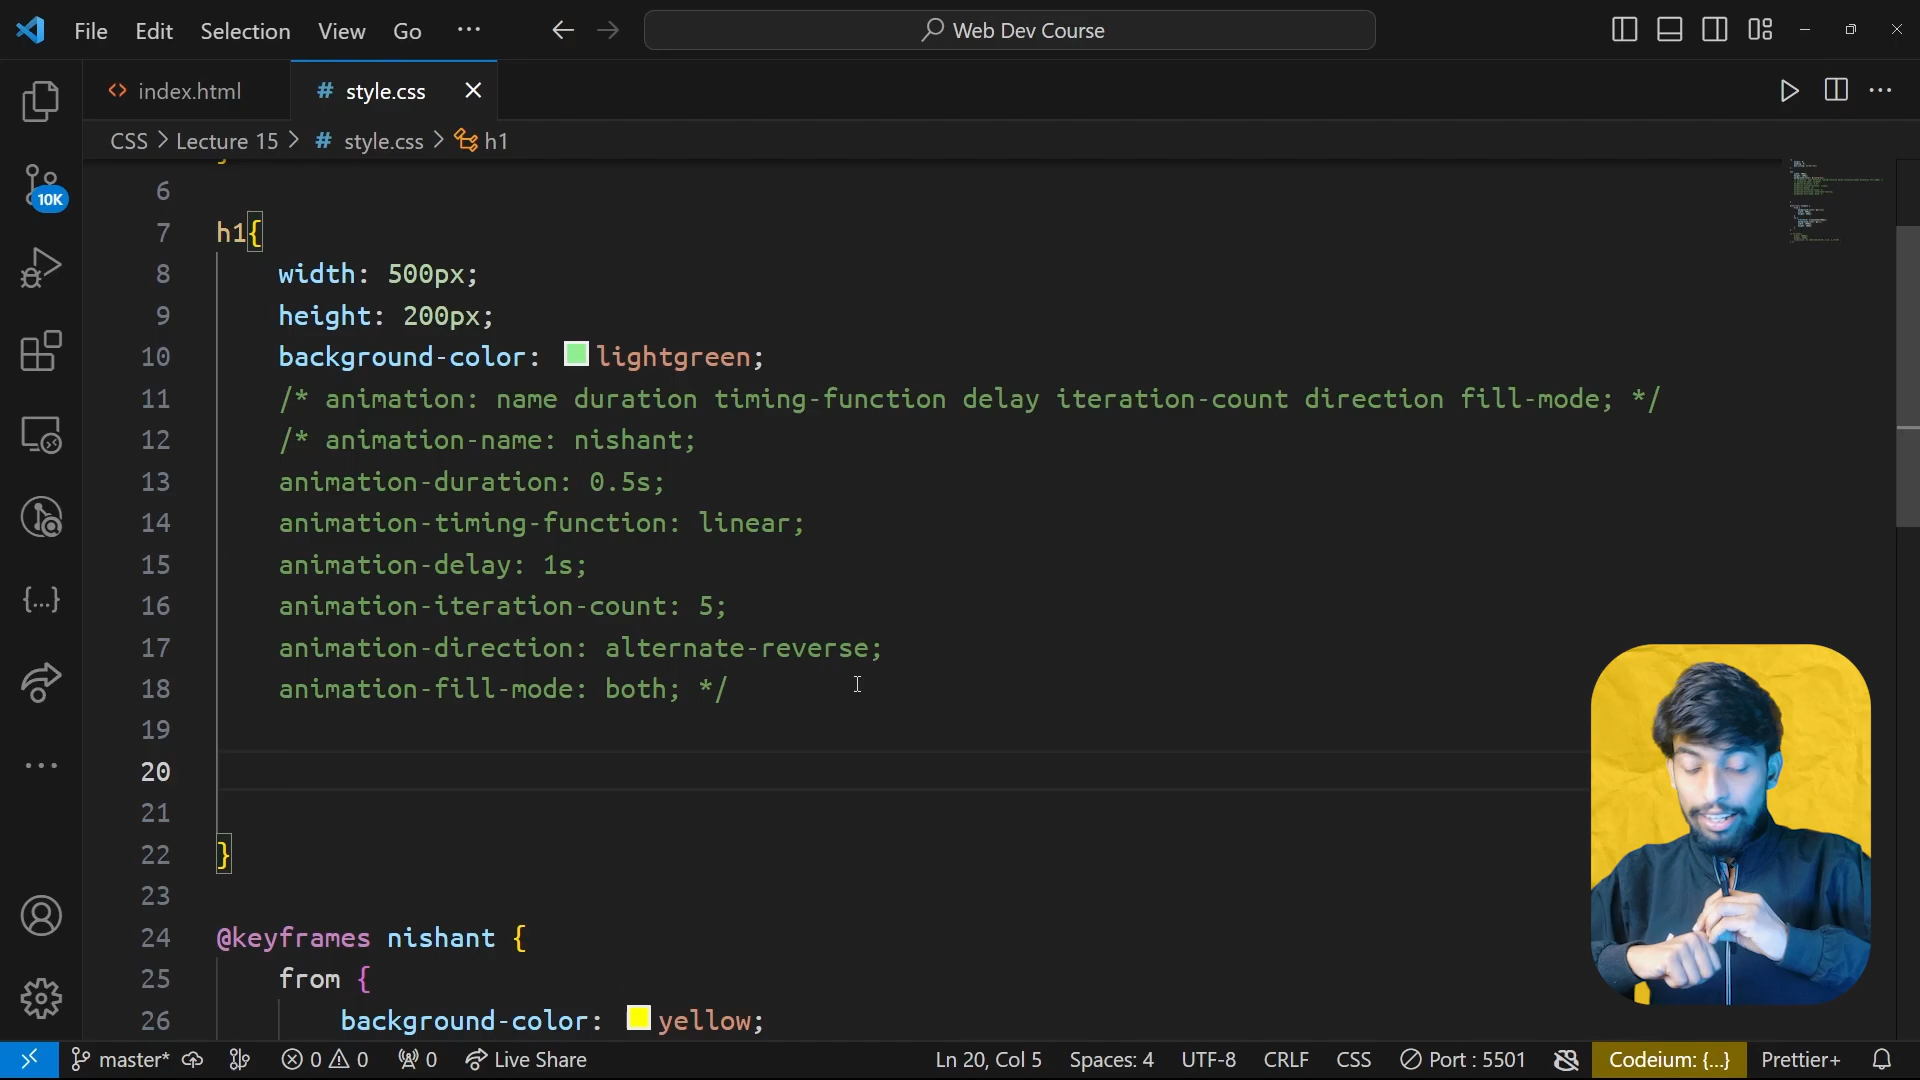 File Edit Selection View Go ··· Web Dev Course
index.html # style.css
CSS > Lecture 15 > # style.css > h1
6
7 h1{
8 width: 500px;
9 height: 200px;
10 background-color: lightgreen;
11 /* animation: name duration timing-function delay iteration-count direction fill-mode; */
12 /* animation-name: nishant;
13 animation-duration: 0.5s;
14 animation-timing-function: linear;
15 animation-delay: 1s;
16 animation-iteration-count: 5;
17 animation-direction: alternate-reverse;
18 animation-fill-mode: both; */
19
20
21
22 }
23
24 @keyframes nishant {
25 from {
26 background-color: yellow;
10K
{...}
master* 0 0 0 Live Share Ln 20, Col 5 Spaces: 4 UTF-8 CRLF CSS Port : 5501 Codeium: {...} Prettier+